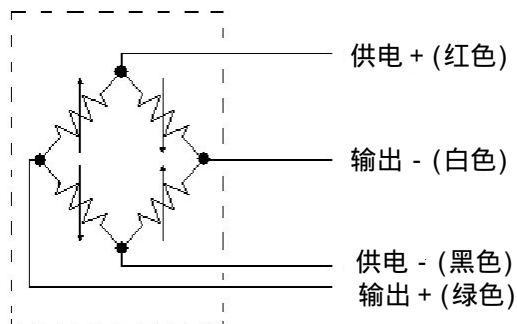 供电 + (红色)
输出 - (白色)
供电 - (黑色)
输出 + (绿色)